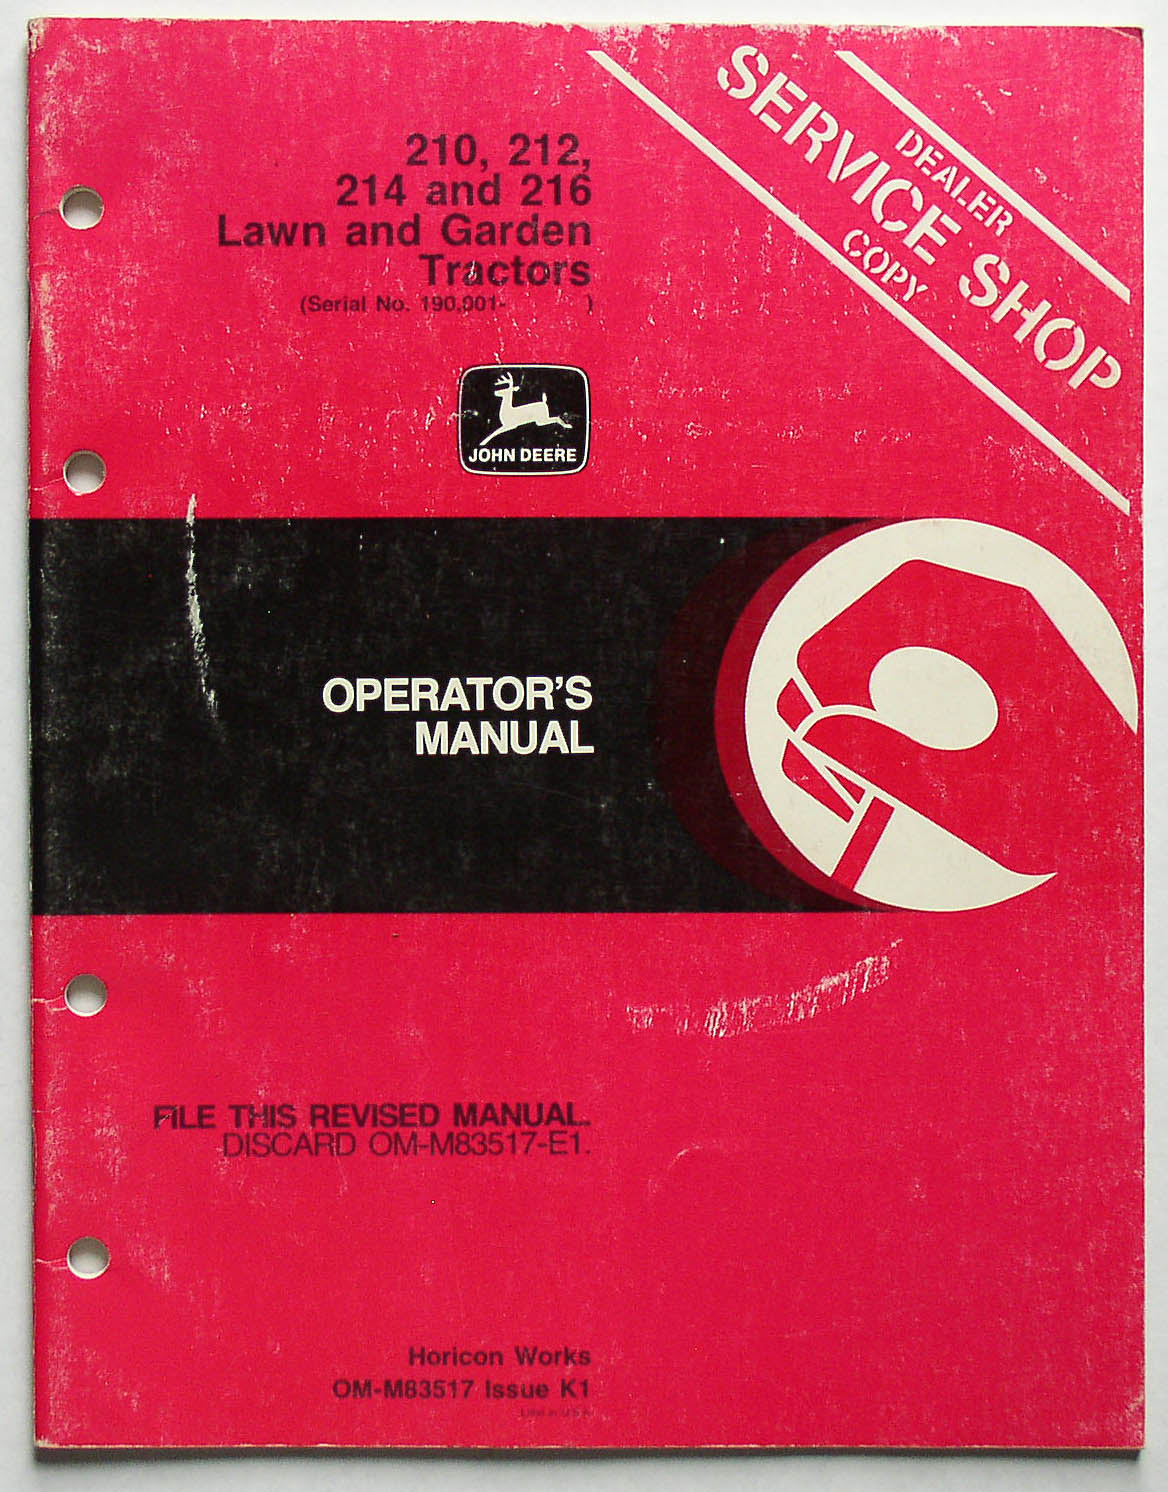 210, 212,
214 and 216
Lawn and Garden
Tractors
(Serial No. 190,001- )
DEALER
SERVICE SHOP
COPY
JOHN DEERE
OPERATOR'S
MANUAL
FILE THIS REVISED MANUAL.
DISCARD OM-M83517-E1.
Horicon Works
OM-M83517 Issue K1
in U.S.A.